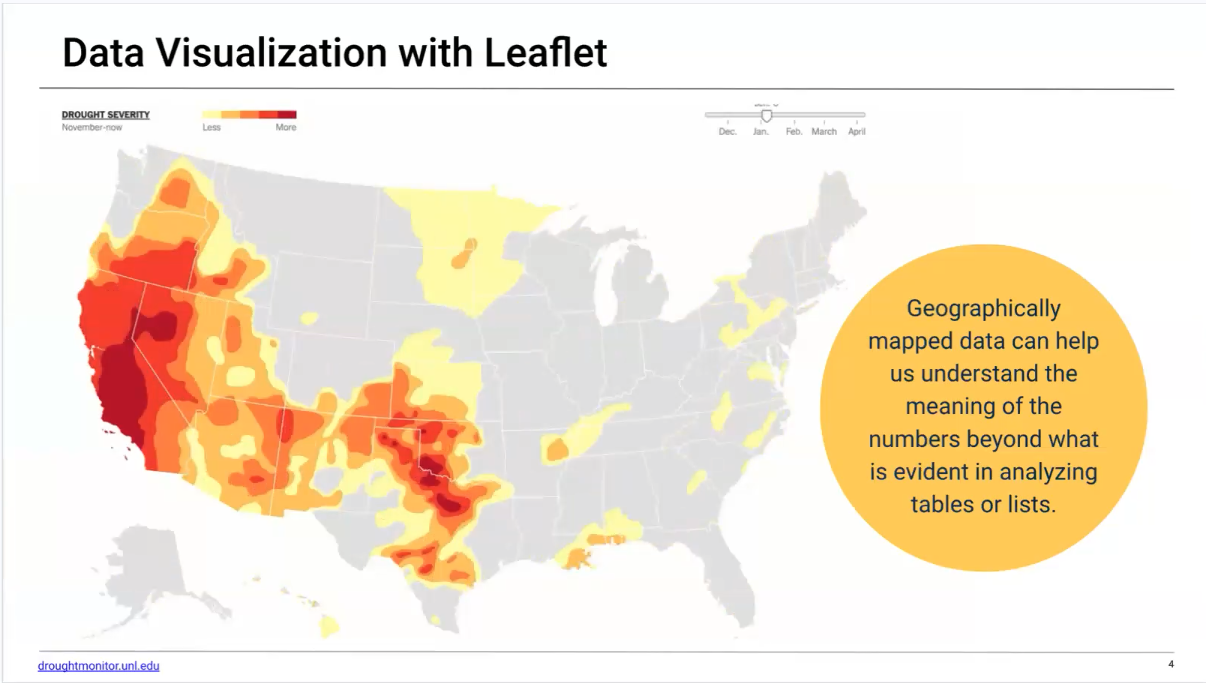 Data Visualization with Leaflet
DROUGHT SEVERITY
November-now
Less More
Dec. Jan. Feb. March April
Geographically
mapped data can help
us understand the
meaning of the
numbers beyond what
is evident in analyzing
tables or lists.
droughtmonitor.unl.edu
4